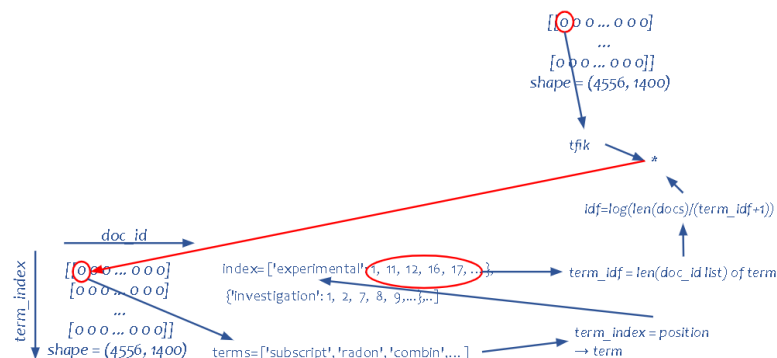 [[0 0 0 ... 0 0 0]
...
[0 0 0 ... 0 0 0]]
shape = (4556, 1400)
tfik
*
idf=log(len(docs)/(term_idf+1))
doc_id
term_index
[[0 0 0 ... 0 0 0]
[0 0 0 ... 0 0 0]
...
[0 0 0 ... 0 0 0]]
shape = (4556, 1400)
index=['experimental': 1, 11, 12, 16, 17, ...},
{'investigation': 1, 2, 7, 8, 9,...},..]
term_idf = len(doc_id list) of term
terms=['subscript', 'radon', 'combin',... ]
term_index = position
→ term